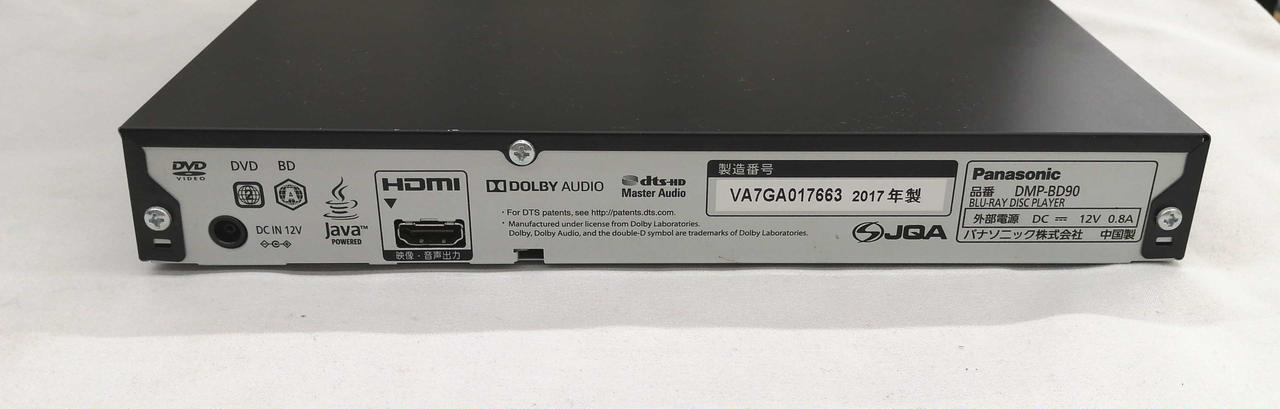 DVD
VIDEO
DVD BD
DC IN 12V
Java™
POWERED
HDMI
映像・音声出力
DOLBY AUDIO
dts-HD
Master Audio
・For DTS patents, see http://patents.dts.com.
・Manufactured under license from Dolby Laboratories.
Dolby, Dolby Audio, and the double-D symbol are trademarks of Dolby Laboratories.
製造番号
VA7GA017663 2017年製
JQA
Panasonic
品番 DMP-BD90
BLU-RAY DISC PLAYER
外部電源 DC ⎓ 12V 0.8A
パナソニック株式会社 中国製